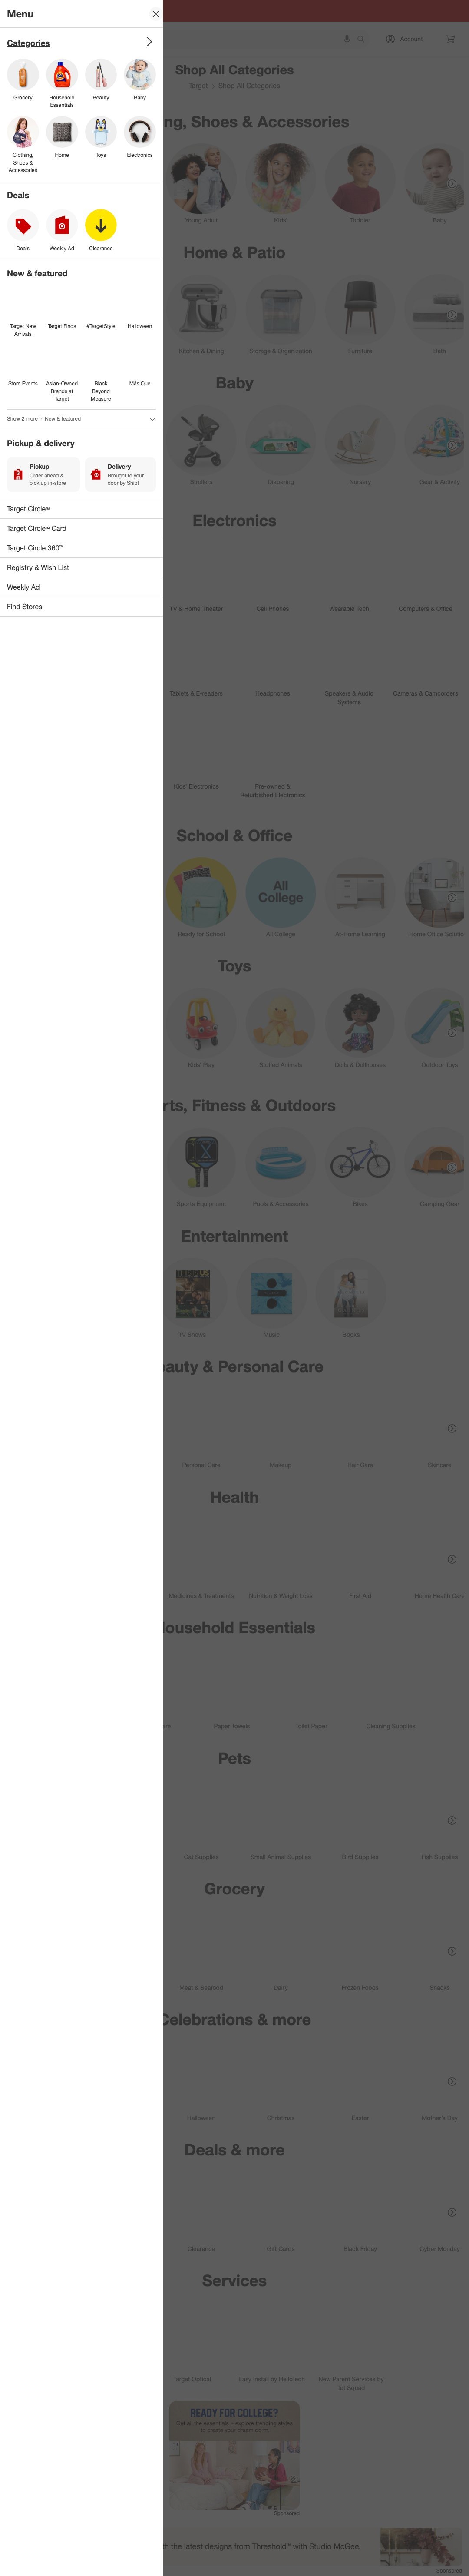 Menu
Categories
Grocery
Household
Essentials
Beauty
Baby
Clothing,
Shoes &
Accessories
Home
Toys
Electronics
Deals
Deals
Weekly Ad
Clearance
New & featured
Target New
Arrivals
Target Finds
#TargetStyle
Halloween
Store Events
Asian-Owned
Brands at
Target
Black
Beyond
Measure
Más Que
Show 2 more in New & featured
Pickup & delivery
Pickup
Order ahead &
pick up in-store
Delivery
Brought to your
door by Shipt
Target Circle™
Target Circle™ Card
Target Circle 360™
Registry & Wish List
Weekly Ad
Find Stores
Account
Shop All Categories
Target
Shop All Categories
ng, Shoes & Accessories
Young Adult
Kids'
Toddler
Baby
Home & Patio
Kitchen & Dining
Storage & Organization
Furniture
Bath
Baby
Strollers
Diapering
Nursery
Gear & Activity
Electronics
TV & Home Theater
Cell Phones
Wearable Tech
Computers & Office
Tablets & E-readers
Headphones
Speakers & Audio
Systems
Cameras & Camcorders
Kids' Electronics
Pre-owned &
Refurbished Electronics
School & Office
All
College
Ready for School
All College
At-Home Learning
Home Office Soluti
Toys
Kids' Play
Stuffed Animals
Dolls & Dollhouses
Outdoor Toys
rts, Fitness & Outdoors
Sports Equipment
Pools & Accessories
Bikes
Camping Gear
Entertainment
TV Shows
Music
Books
eauty & Personal Care
Personal Care
Makeup
Hair Care
Skincare
Health
Medicines & Treatments
Nutrition & Weight Loss
First Aid
Home Health Care
ousehold Essentials
Paper Towels
Toilet Paper
Cleaning Supplies
Pets
Cat Supplies
Small Animal Supplies
Bird Supplies
Fish Supplies
Grocery
Meat & Seafood
Dairy
Frozen Foods
Snacks
Celebrations & more
Halloween
Christmas
Easter
Mother's Day
Deals & more
Clearance
Gift Cards
Black Friday
Cyber Monday
Services
Target Optical
Easy Install by HelloTech
New Parent Services by
Tot Squad
READY FOR COLLEGE?
Get all the essentials – explore trending styles
to create your dream dorm.
Sponsored
th the latest designs from Threshold™ with Studio McGee.
Sponsored